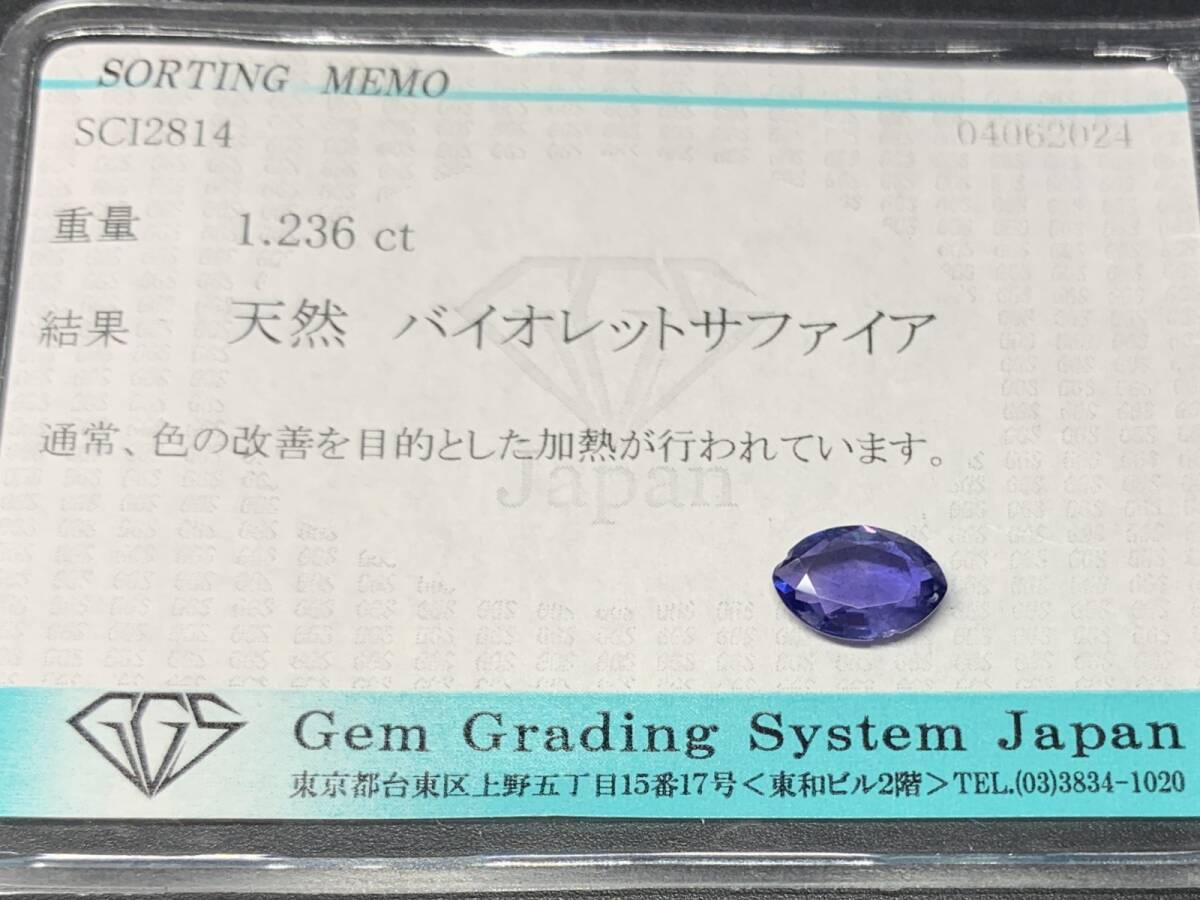 SORTING MEMO
SCI2814 04062024
重量 1.236 ct
結果 天然 バイオレットサファイア
通常、色の改善を目的とした加熱が行われています。
Japan
GGS Gem Grading System Japan
東京都台東区上野五丁目15番17号<東和ビル2階>TEL.(03)3834-1020